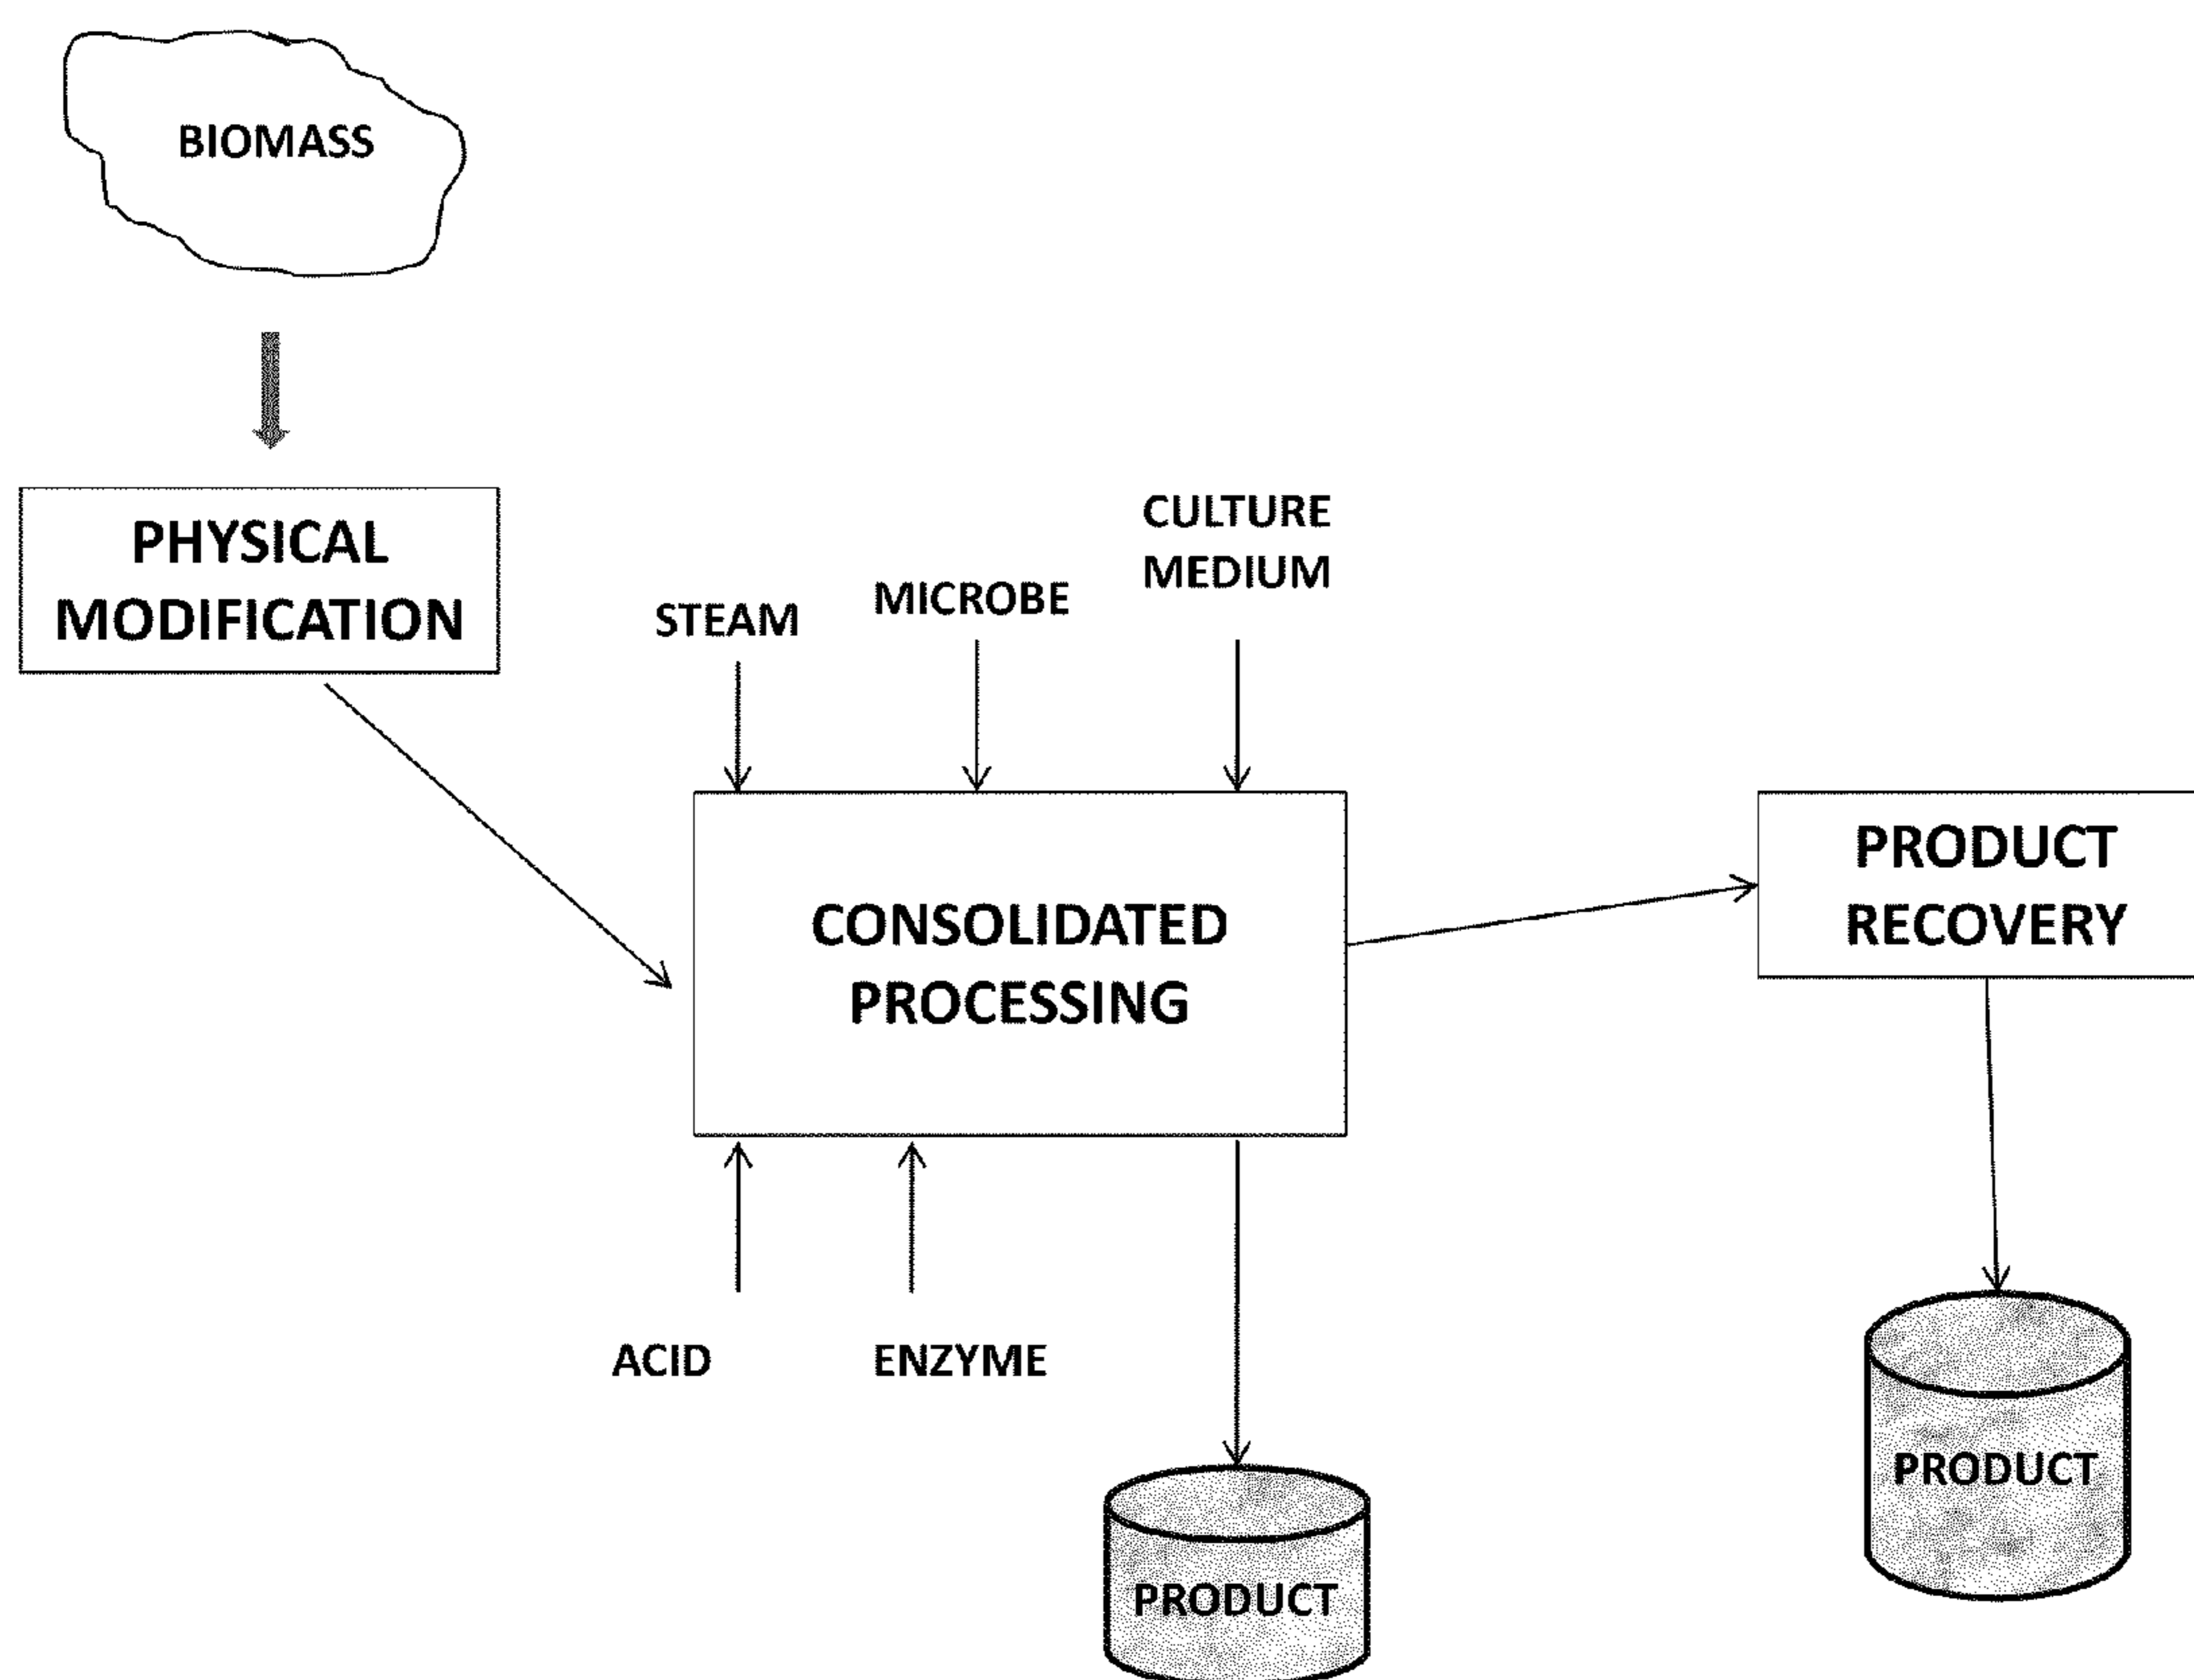 BIOMASS
PHYSICAL
MODIFICATION
STEAM
MICROBE
CULTURE
MEDIUM
CONSOLIDATED
PROCESSING
PRODUCT
RECOVERY
ACID
ENZYME
PRODUCT
PRODUCT